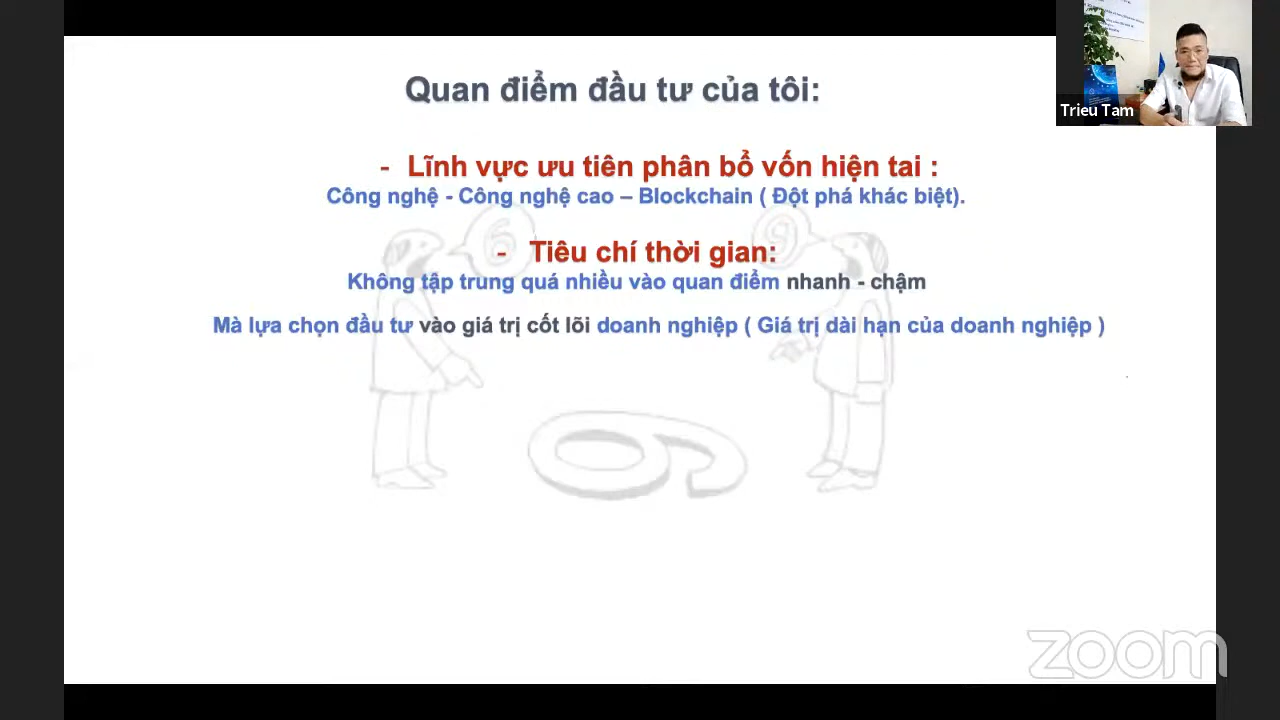 Quan điểm đầu tư của tôi:
Trieu Tam
- Lĩnh vực ưu tiên phân bổ vốn hiện tai :
Công nghệ - Công nghệ cao – Blockchain ( Đột phá khác biệt).
6
9
- Tiêu chí thời gian:
Không tập trung quá nhiều vào quan điểm nhanh - chậm
Mà lựa chọn đầu tư vào giá trị cốt lõi doanh nghiệp ( Giá trị dài hạn của doanh nghiệp )
6
zoom